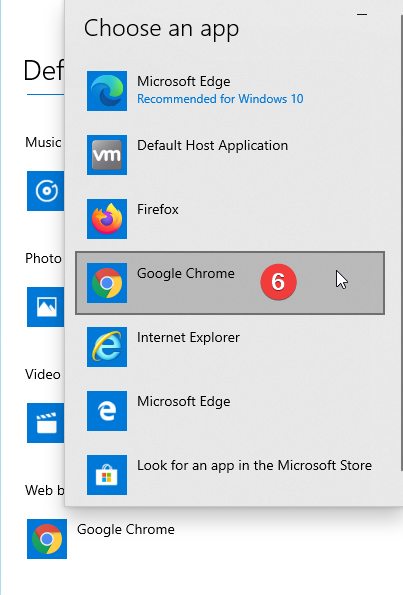 Choose an app
Def
Microsoft Edge
Recommended for Windows 10
Music
vm
Default Host Application
Firefox
Photo
Google Chrome
6
Internet Explorer
Video
Microsoft Edge
Look for an app in the Microsoft Store
Web b
Google Chrome